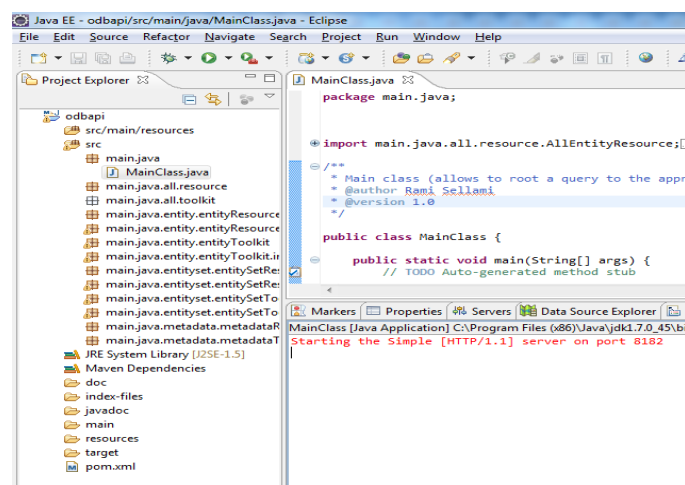 Java EE - odbapi/src/main/java/MainClass.java - Eclipse
File Edit Source Refactor Navigate Search Project Run Window Help
Project Explorer
odbapi
src/main/resources
src
main.java
MainClass.java
main.java.all.resource
main.java.all.toolkit
main.java.entity.entityResource
main.java.entity.entityResource
main.java.entity.entityToolkit
main.java.entity.entityToolkit.ir
main.java.entityset.entitySetRes
main.java.entityset.entitySetRes
main.java.entityset.entitySetTo
main.java.entityset.entitySetTo
main.java.metadata.metadataR
main.java.metadata.metadataT
JRE System Library [J2SE-1.5]
Maven Dependencies
doc
index-files
javadoc
main
resources
target
pom.xml
MainClass.java
package main.java;
import main.java.all.resource.AllEntityResource;
/**
* Main class (allows to root a query to the appr
* @author Rami Sellami
* @version 1.0
*/
public class MainClass {
public static void main(String[] args) {
// TODO Auto-generated method stub
Markers Properties Servers Data Source Explorer
MainClass [Java Application] C:\Program Files (x86)\Java\jdk1.7.0_45\bi
Starting the Simple [HTTP/1.1] server on port 8182